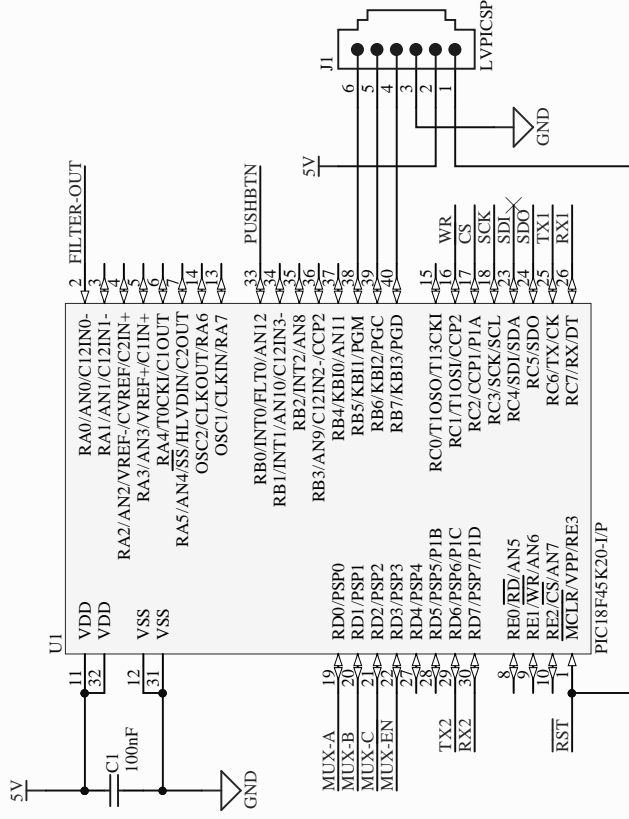 U1
5V
C1
100nF
GND
11 VDD
32 VDD
12 VSS
31 VSS
MUX-A 19 RD0/PSP0
MUX-B 20 RD1/PSP1
MUX-C 21 RD2/PSP2
MUX-EN 22 RD3/PSP3
27 RD4/PSP4
28 RD5/PSP5/P1B
TX2 29 RD6/PSP6/P1C
RX2 30 RD7/PSP7/P1D
8 RE0/RD/AN5
9 RE1/WR/AN6
10 RE2/CS/AN7
RST 1 MCLR/VPP/RE3
PIC18F45K20-I/P
RA0/AN0/C12IN0- 2 FILTER-OUT
RA1/AN1/C12IN1- 3
RA2/AN2/VREF-/CVREF/C2IN+ 4
RA3/AN3/VREF+/C1IN+ 5
RA4/T0CKI/C1OUT 6
RA5/AN4/SS/HLVDIN/C2OUT 7
OSC2/CLKOUT/RA6 14
OSC1/CLKIN/RA7 13
RB0/INT0/FLT0/AN12 33 PUSHBTN
RB1/INT1/AN10/C12IN3- 34
RB2/INT2/AN8 35
RB3/AN9/C12IN2-/CCP2 36
RB4/KBI0/AN11 37
RB5/KBI1/PGM 38
RB6/KBI2/PGC 39
RB7/KBI3/PGD 40
RC0/T1OSO/T13CKI 15
RC1/T1OSI/CCP2 16 WR
RC2/CCP1/P1A 17 CS
RC3/SCK/SCL 18 SCK
RC4/SDI/SDA 23 SDI
RC5/SDO 24 SDO
RC6/TX/CK 25 TX1
RC7/RX/DT 26 RX1
5V
GND
J1
6
5
4
3
2
1
LVPICSP